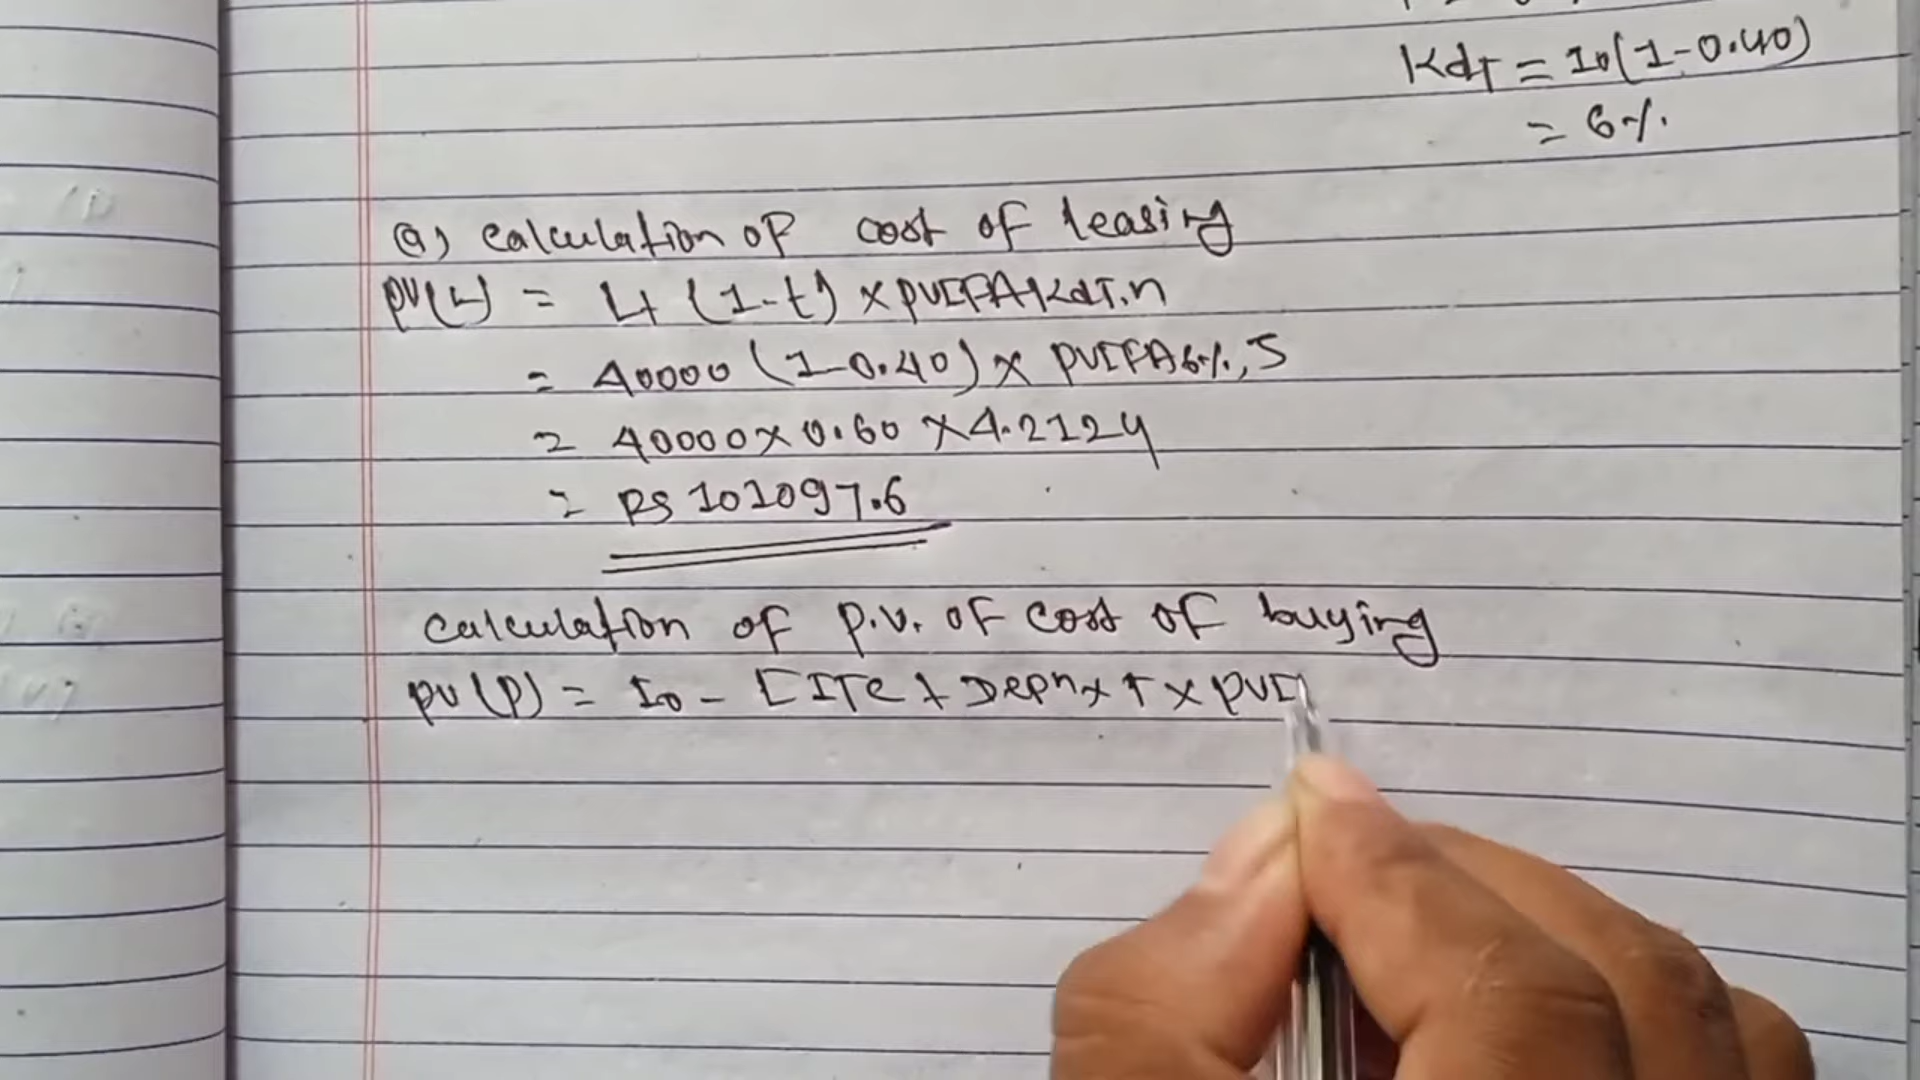 KdT = 10(1-0.40)
= 6%
(a) calculation of cost of leasing
PV(L) = Lt (1-t) × PVIFA KdT.n
= 40000 (1-0.40) × PVIFA 6%, 5
= 40000 × 0.60 × 4.2124
= RS 101097.6
calculation of P.V. of cost of buying
PV(P) = Io - [ITC + Depn × T × PVI